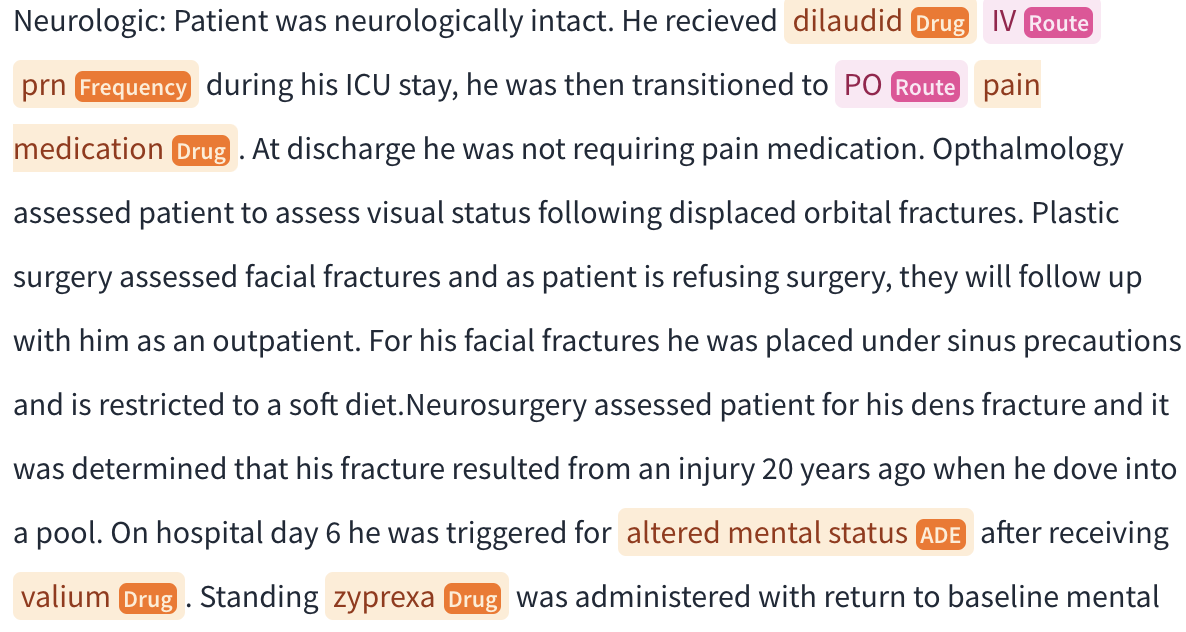 Neurologic: Patient was neurologically intact. He recieved dilaudid Drug IV Route
prn Frequency during his ICU stay, he was then transitioned to PO Route pain
medication Drug . At discharge he was not requiring pain medication. Opthalmology
assessed patient to assess visual status following displaced orbital fractures. Plastic
surgery assessed facial fractures and as patient is refusing surgery, they will follow up
with him as an outpatient. For his facial fractures he was placed under sinus precautions
and is restricted to a soft diet.Neurosurgery assessed patient for his dens fracture and it
was determined that his fracture resulted from an injury 20 years ago when he dove into
a pool. On hospital day 6 he was triggered for altered mental status ADE after receiving
valium Drug . Standing zyprexa Drug was administered with return to baseline mental